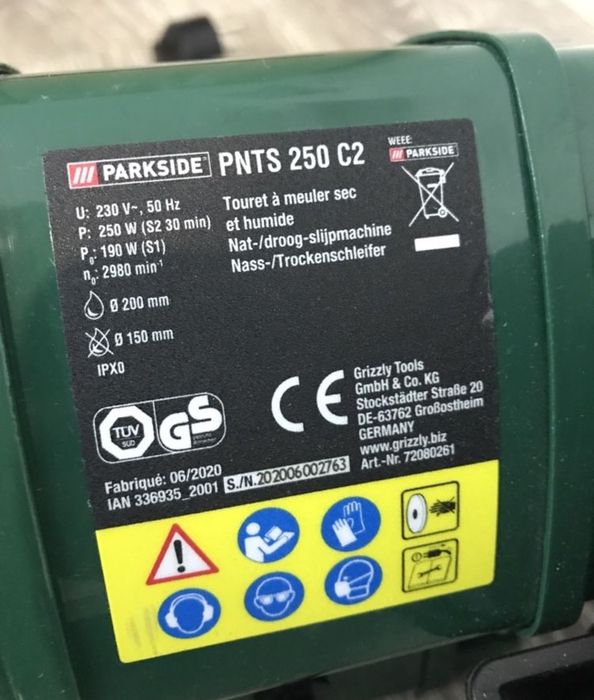 /// PARKSIDE® PNTS 250 C2
WEEE:
/// PARKSIDE
U: 230 V~, 50 Hz
P: 250 W (S2 30 min)
P₀: 190 W (S1)
n₀: 2980 min⁻¹
Ø 200 mm
Ø 150 mm
IPX0
Touret à meuler sec
et humide
Nat-/droog-slijpmachine
Nass-/Trockenschleifer
TÜV
SÜD
GS
CE
Grizzly Tools
GmbH & Co. KG
Stockstädter Straße 20
DE-63762 Großostheim
GERMANY
www.grizzly.biz
Art.-Nr. 72080261
Fabriqué: 06/2020
IAN 336935_2001
S./N.202006002763